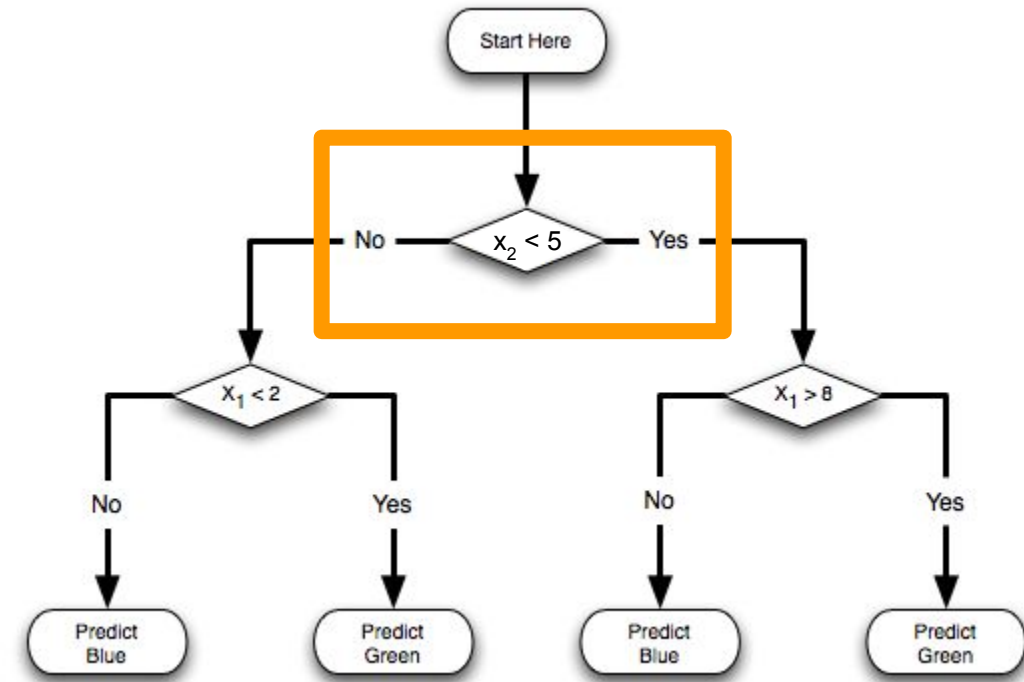 Start Here
No
x₂ < 5
Yes
X₁ < 2
X₁ > 8
No
Yes
No
Yes
Predict
Blue
Predict
Green
Predict
Blue
Predict
Green